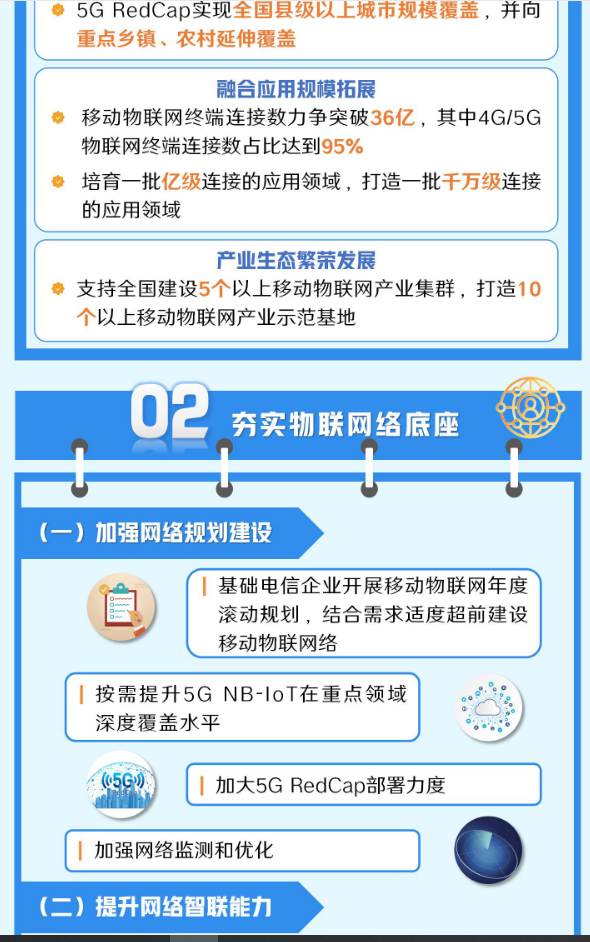 5G RedCap实现全国县级以上城市规模覆盖，并向
重点乡镇、农村延伸覆盖
融合应用规模拓展
移动物联网终端连接数力争突破36亿，其中4G/5G
物联网终端连接数占比达到95%
培育一批亿级连接的应用领域，打造一批千万级连接
的应用领域
产业生态繁荣发展
支持全国建设5个以上移动物联网产业集群，打造10
个以上移动物联网产业示范基地
02 夯实物联网络底座
（一）加强网络规划建设
基础电信企业开展移动物联网年度
滚动规划，结合需求适度超前建设
移动物联网络
按需提升5G NB-IoT在重点领域
深度覆盖水平
5G
加大5G RedCap部署力度
加强网络监测和优化
（二）提升网络智联能力